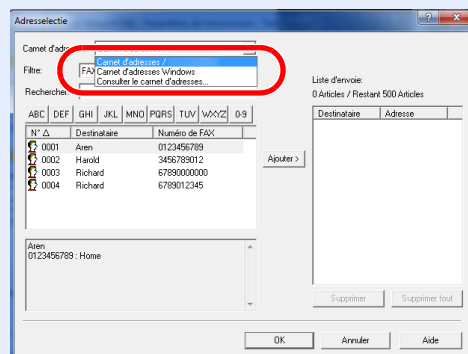 Adresselectie
Carnet d'adr
Carnet d'adresses /
Carnet d'adresses Windows
Consulter le carnet d'adresses...
Filtre:
FAX
Rechercher:
Liste d'envoie:
0 Articles / Restant 500 Articles
ABC DEF GHI JKL MNO PQRS TUV WXYZ 0-9
N° Destinataire Numéro de FAX
0001 Aren 0123456789
0002 Harold 3456789012
0003 Richard 67890000000
0004 Richard 6789012345
Ajouter >
Destinataire Adresse
Aren
0123456789 : Home
Supprimer Supprimer tout
OK Annuler Aide